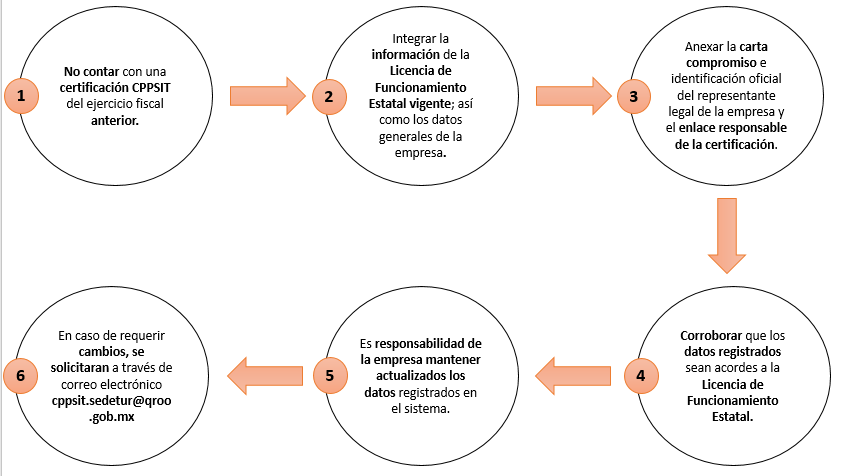 1
No contar con una
certificación CPPSIT
del ejercicio fiscal
anterior.
2
Integrar la
información de la
Licencia de
Funcionamiento
Estatal vigente; así
como los datos
generales de la
empresa.
3
Anexar la carta
compromiso e
identificación oficial
del representante
legal de la empresa y
el enlace responsable
de la certificación.
4
Corroborar que los
datos registrados
sean acordes a la
Licencia de
Funcionamiento
Estatal.
5
Es responsabilidad de
la empresa mantener
actualizados los
datos registrados en
el sistema.
6
En caso de requerir
cambios, se
solicitaran a través de
correo electrónico
cppsit.sedetur@qroo
.gob.mx